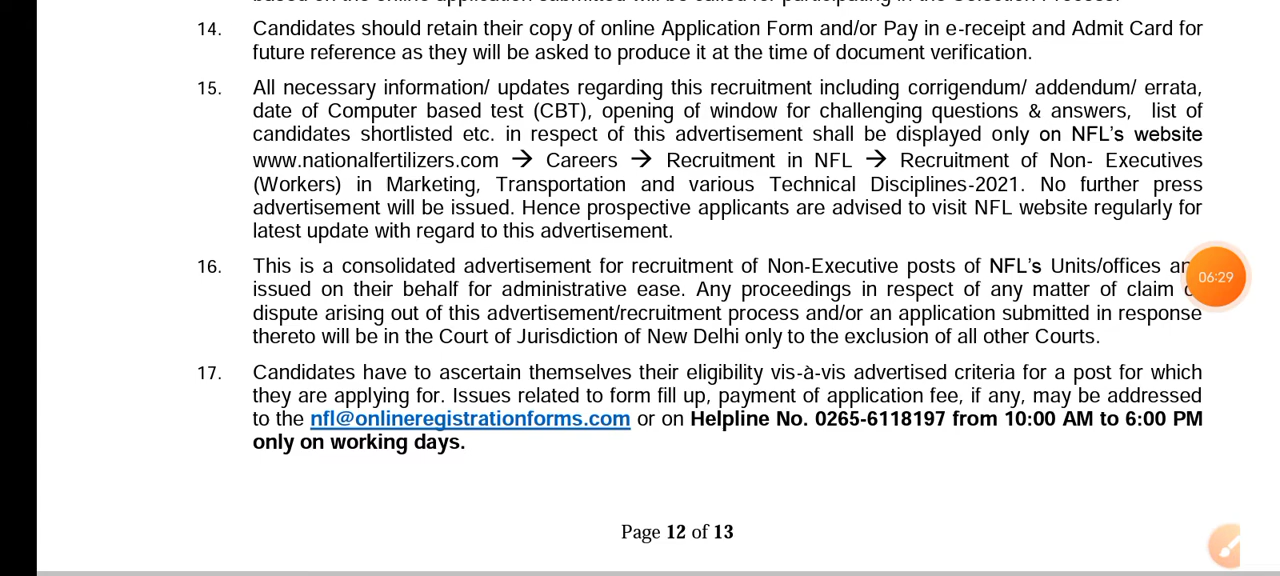 14. Candidates should retain their copy of online Application Form and/or Pay in e-receipt and Admit Card for
future reference as they will be asked to produce it at the time of document verification.
15. All necessary information/ updates regarding this recruitment including corrigendum/ addendum/ errata,
date of Computer based test (CBT), opening of window for challenging questions & answers, list of
candidates shortlisted etc. in respect of this advertisement shall be displayed only on NFL's website
www.nationalfertilizers.com → Careers → Recruitment in NFL → Recruitment of Non- Executives
(Workers) in Marketing, Transportation and various Technical Disciplines-2021. No further press
advertisement will be issued. Hence prospective applicants are advised to visit NFL website regularly for
latest update with regard to this advertisement.
16. This is a consolidated advertisement for recruitment of Non-Executive posts of NFL's Units/offices
06:29
issued on their behalf for administrative ease. Any proceedings in respect of any matter of claim
dispute arising out of this advertisement/recruitment process and/or an application submitted in response
thereto will be in the Court of Jurisdiction of New Delhi only to the exclusion of all other Courts.
17. Candidates have to ascertain themselves their eligibility vis-à-vis advertised criteria for a post for which
they are applying for. Issues related to form fill up, payment of application fee, if any, may be addressed
to the nfl@onlineregistrationforms.com or on Helpline No. 0265-6118197 from 10:00 AM to 6:00 PM
only on working days.
Page 12 of 13